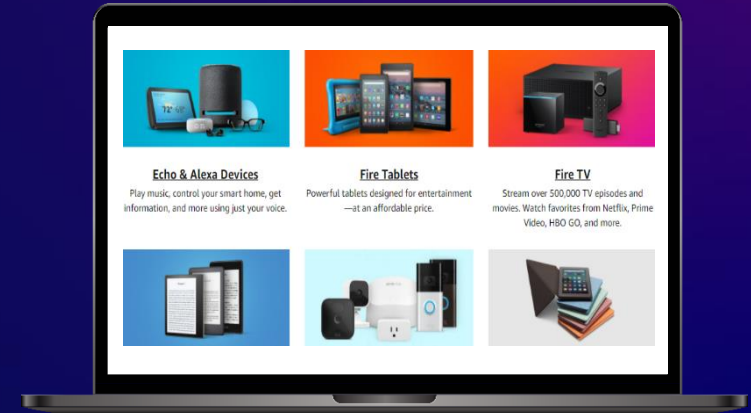 Echo & Alexa Devices
Play music, control your smart home, get
information, and more using just your voice.
Fire Tablets
Powerful tablets designed for entertainment
—at an affordable price.
Fire TV
Stream over 500,000 TV episodes and
movies. Watch favorites from Netflix, Prime
Video, HBO GO, and more.